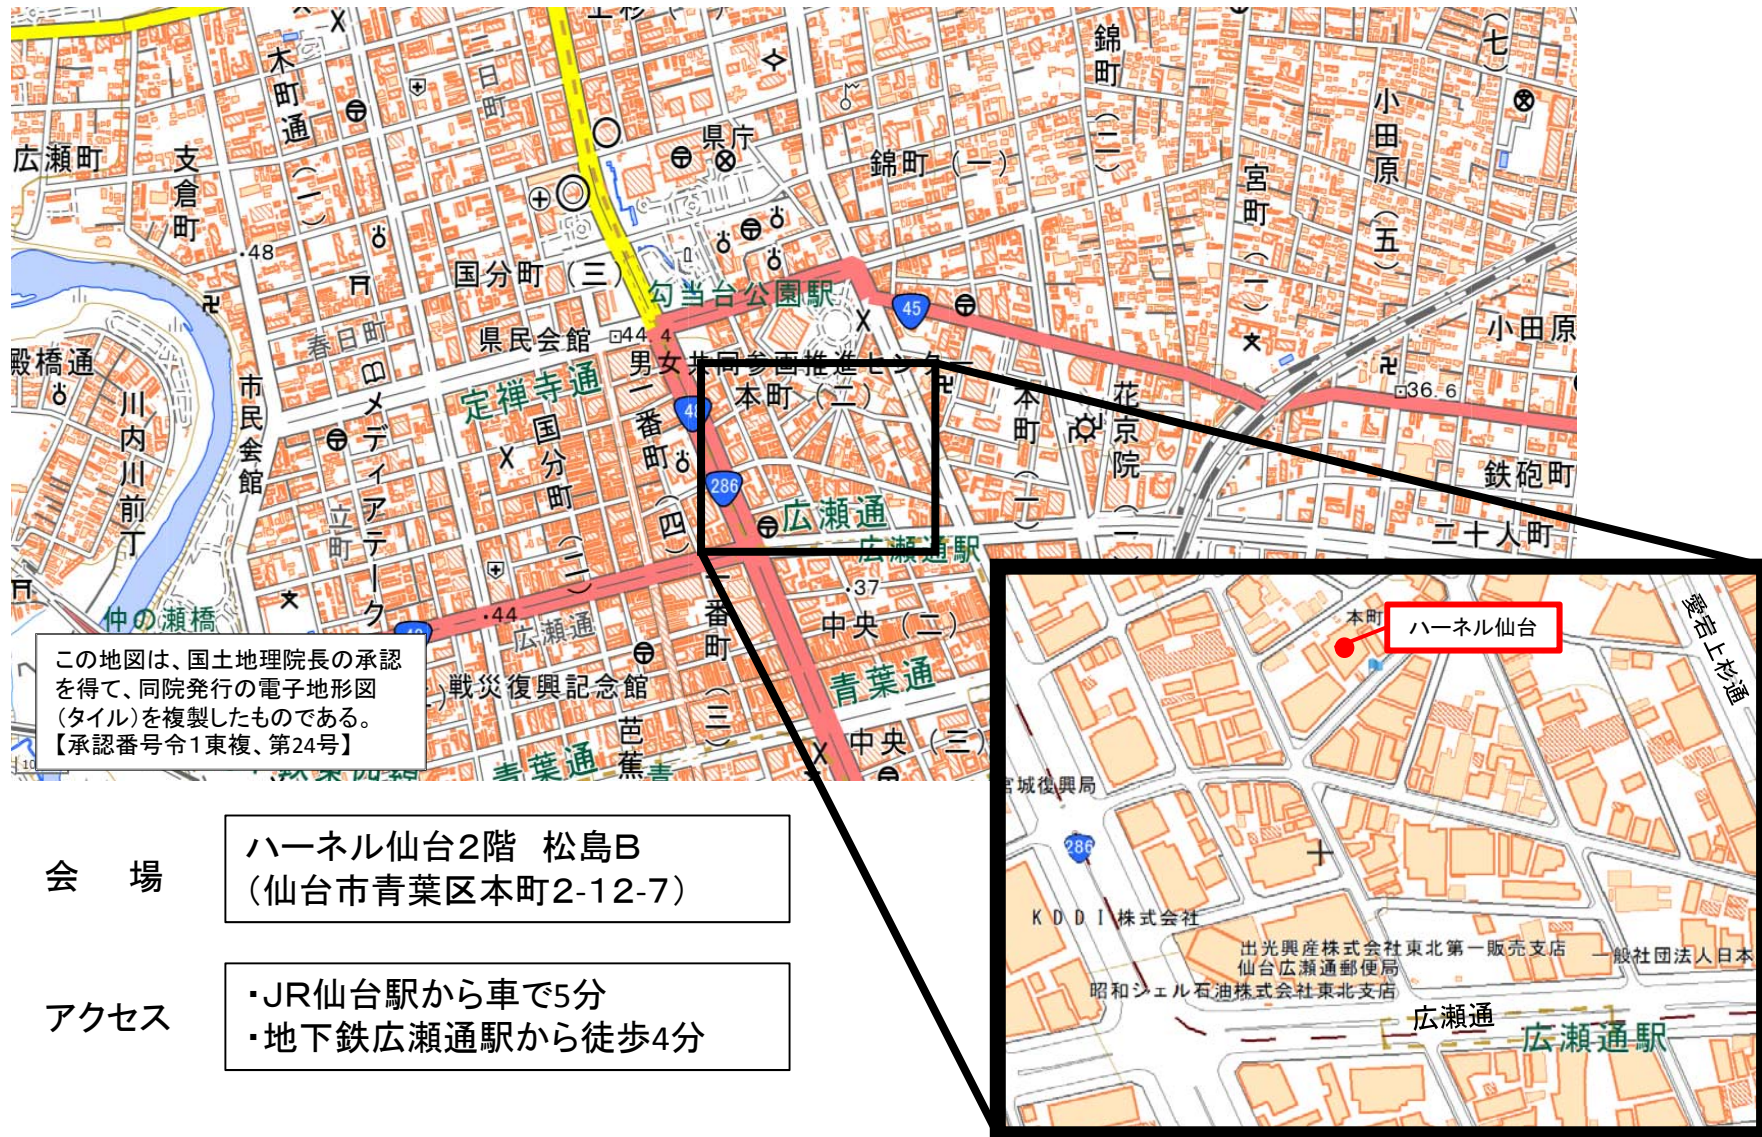 上杉(一)
木町通(一)
二日町
錦町(二)
(七)
小田原(五)
広瀬町
支倉町
県庁
錦町(一)
宮町(一)
・48
国分町(三)
勾当台公園駅
45
小田原
春日町
県民会館
44.4
男女共同参画推進センター
殿橋通
定禅寺通
本町(二)
36.6
市民会館
メディアテーク
国分町(二)
一番町(四)
48
本町(一)
花京院(一)
鉄砲町
川内川前丁
立町
286
広瀬通
広瀬通駅
二十人町
・37
仲の瀬橋
・44
広瀬通
一番町(三)
中央(二)
戦災復興記念館
青葉通
芭蕉
中央(三)
青葉通
青
この地図は、国土地理院長の承認
を得て、同院発行の電子地形図
(タイル)を複製したものである。
【承認番号令1東複、第24号】
本町
ハーネル仙台
愛宕上杉通
宮城復興局
286
KDDI株式会社
出光興産株式会社東北第一販売支店
一般社団法人日本
仙台広瀬通郵便局
昭和シェル石油株式会社東北支店
広瀬通
広瀬通駅
会 場
ハーネル仙台2階 松島B
(仙台市青葉区本町2-12-7)
アクセス
・JR仙台駅から車で5分
・地下鉄広瀬通駅から徒歩4分